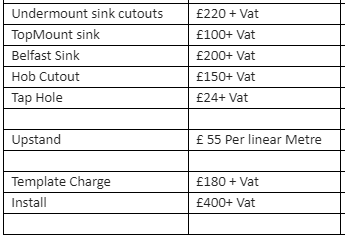 Undermount sink cutouts £220 + Vat
TopMount sink £100+ Vat
Belfast Sink £200+ Vat
Hob Cutout £150+ Vat
Tap Hole £24+ Vat
Upstand £ 55 Per linear Metre
Template Charge £180 + Vat
Install £400+ Vat